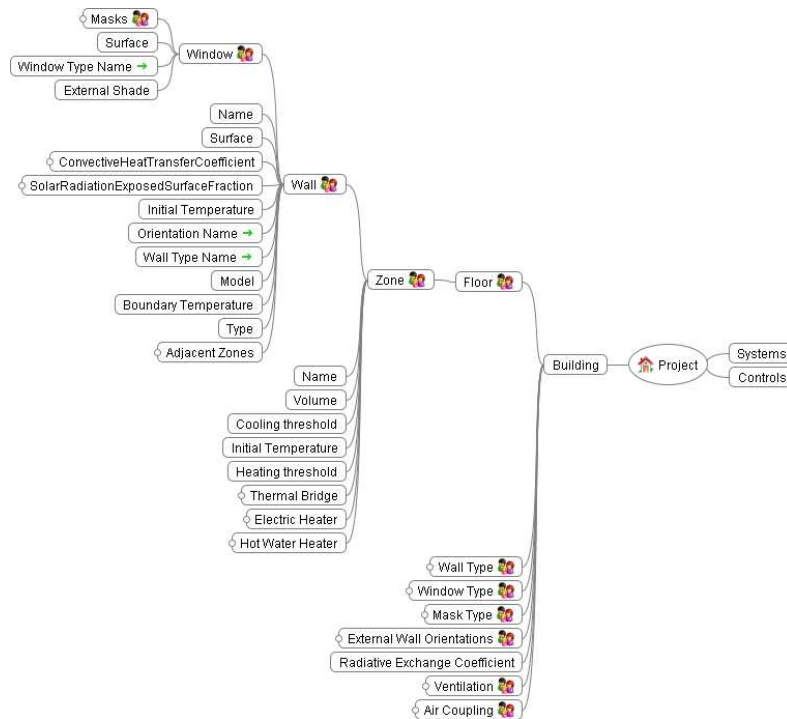 Masks
Surface
Window Type Name
External Shade
Window
Name
Surface
ConvectiveHeatTransferCoefficient
SolarRadiationExposedSurfaceFraction
Initial Temperature
Orientation Name
Wall Type Name
Model
Boundary Temperature
Type
Adjacent Zones
Wall
Name
Volume
Cooling threshold
Initial Temperature
Heating threshold
Thermal Bridge
Electric Heater
Hot Water Heater
Zone
Floor
Wall Type
Window Type
Mask Type
External Wall Orientations
Radiative Exchange Coefficient
Ventilation
Air Coupling
Building
Project
Systems
Controls